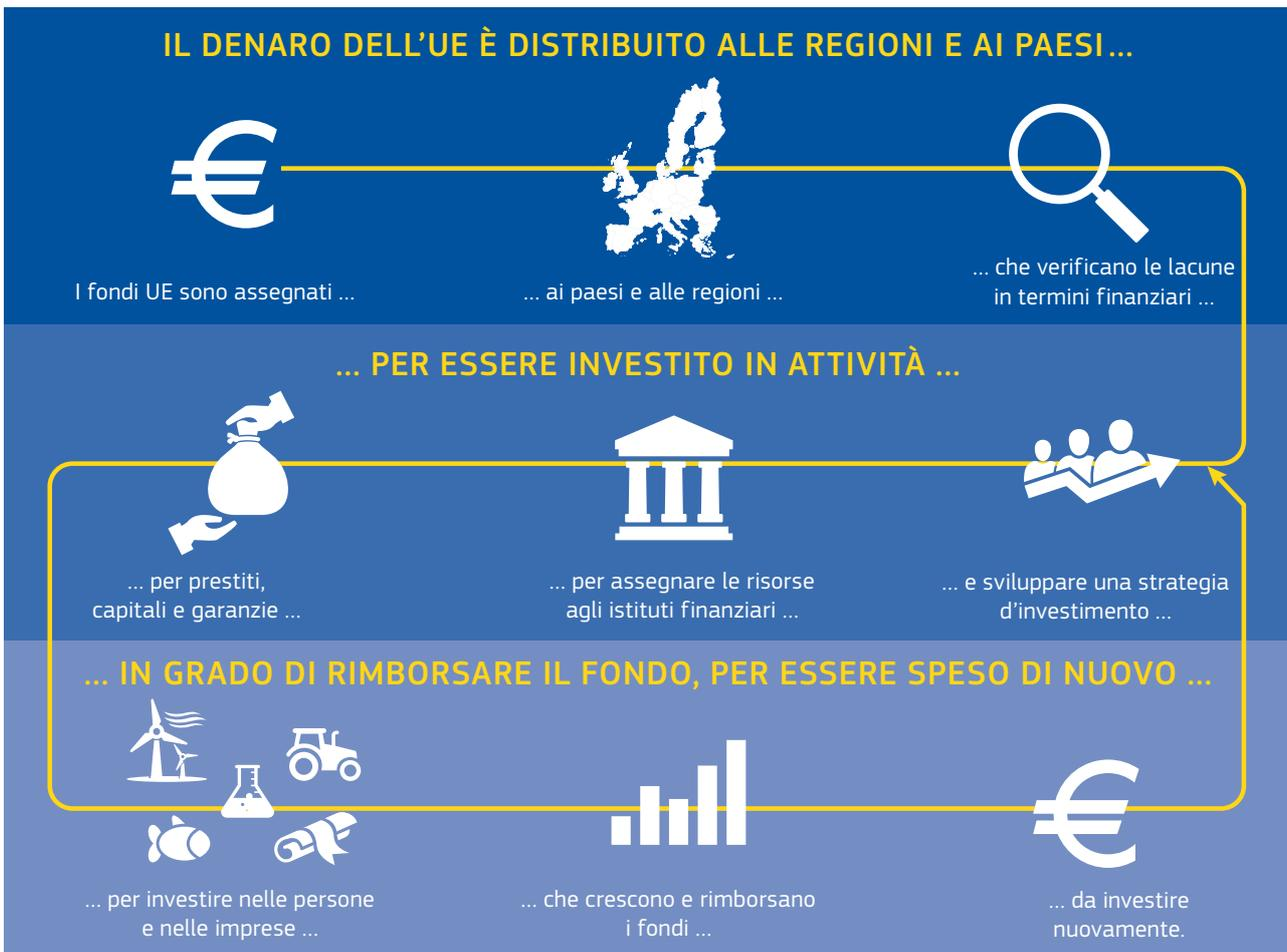 IL DENARO DELL'UE È DISTRIBUITO ALLE REGIONI E AI PAESI...
I fondi UE sono assegnati ...
... ai paesi e alle regioni ...
... che verificano le lacune
in termini finanziari ...
... PER ESSERE INVESTITO IN ATTIVITÀ ...
... per prestiti,
capitali e garanzie ...
... per assegnare le risorse
agli istituti finanziari ...
... e sviluppare una strategia
d'investimento ...
... IN GRADO DI RIMBORSARE IL FONDO, PER ESSERE SPESO DI NUOVO ...
... per investire nelle persone
e nelle imprese ...
... che crescono e rimborsano
i fondi ...
... da investire
nuovamente.